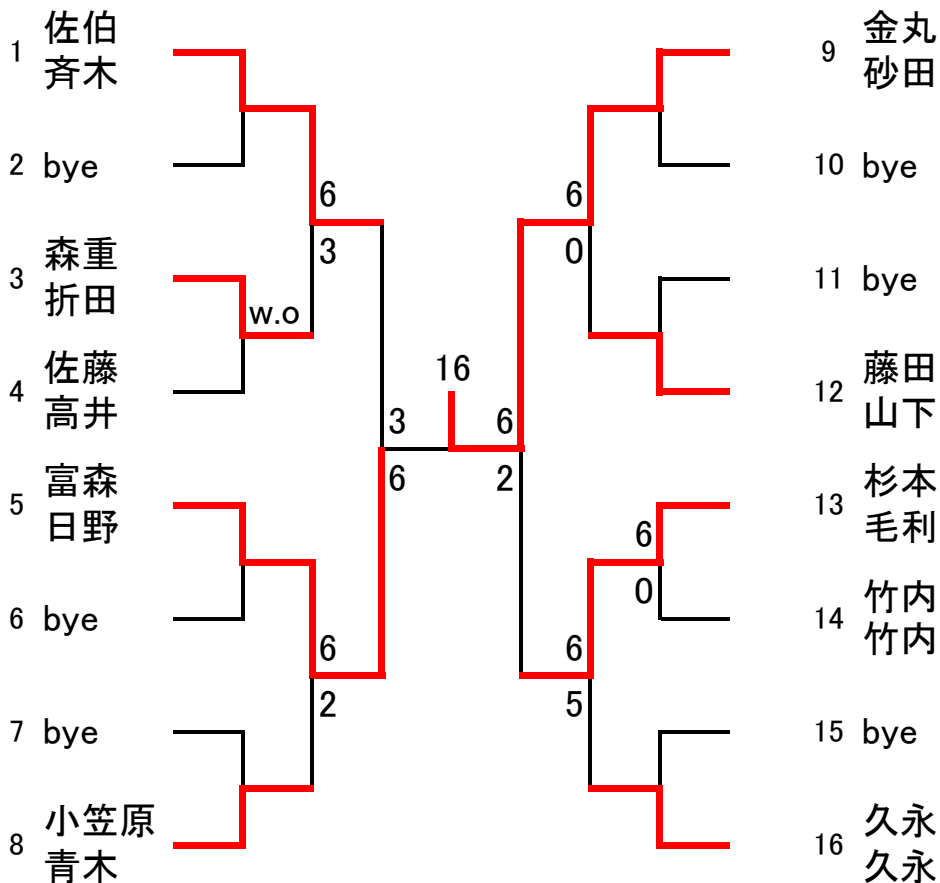 1 佐伯
斉木
2 bye
6
3
3 森重
折田
w.o
4 佐藤
高井
3
6
5 富森
日野
6 bye
6
2
7 bye
8 小笠原
青木
16
9 金丸
砂田
10 bye
6
0
11 bye
12 藤田
山下
6
2
13 杉本
毛利
6
0
14 竹内
竹内
6
5
15 bye
16 久永
久永